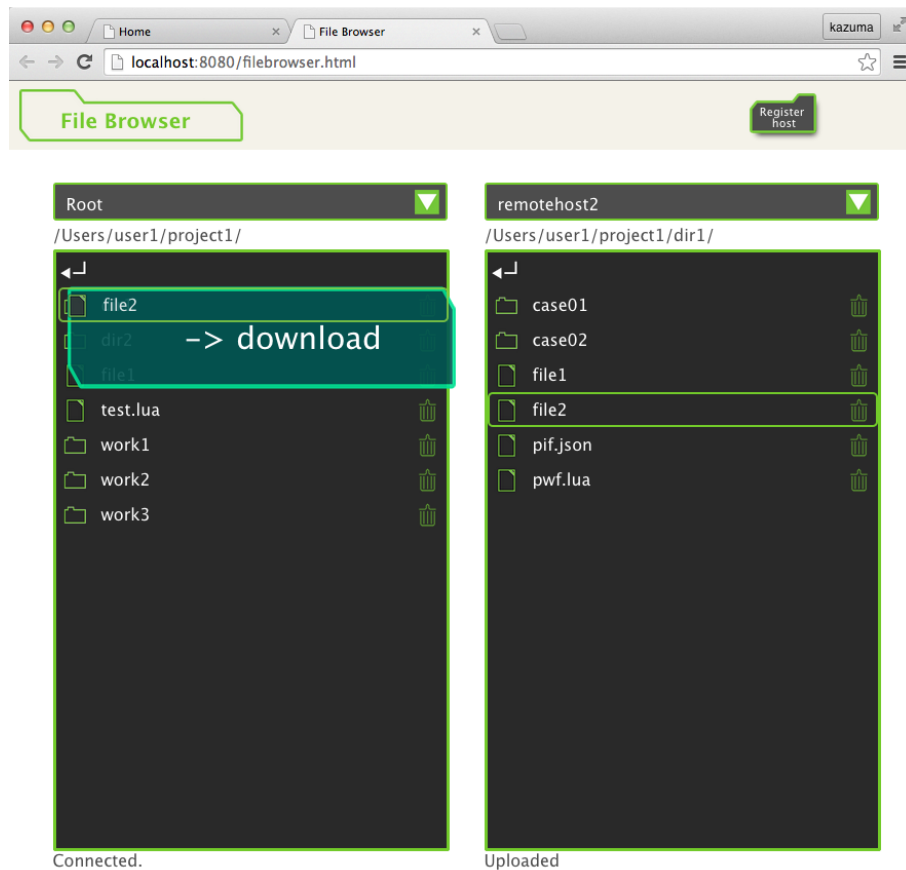 Home
File Browser
kazuma
localhost:8080/filebrowser.html
File Browser
Register
host
Root
/Users/user1/project1/
file2
dir2
-> download
file1
test.lua
work1
work2
work3
Connected.
remotehost2
/Users/user1/project1/dir1/
case01
case02
file1
file2
pif.json
pwf.lua
Uploaded